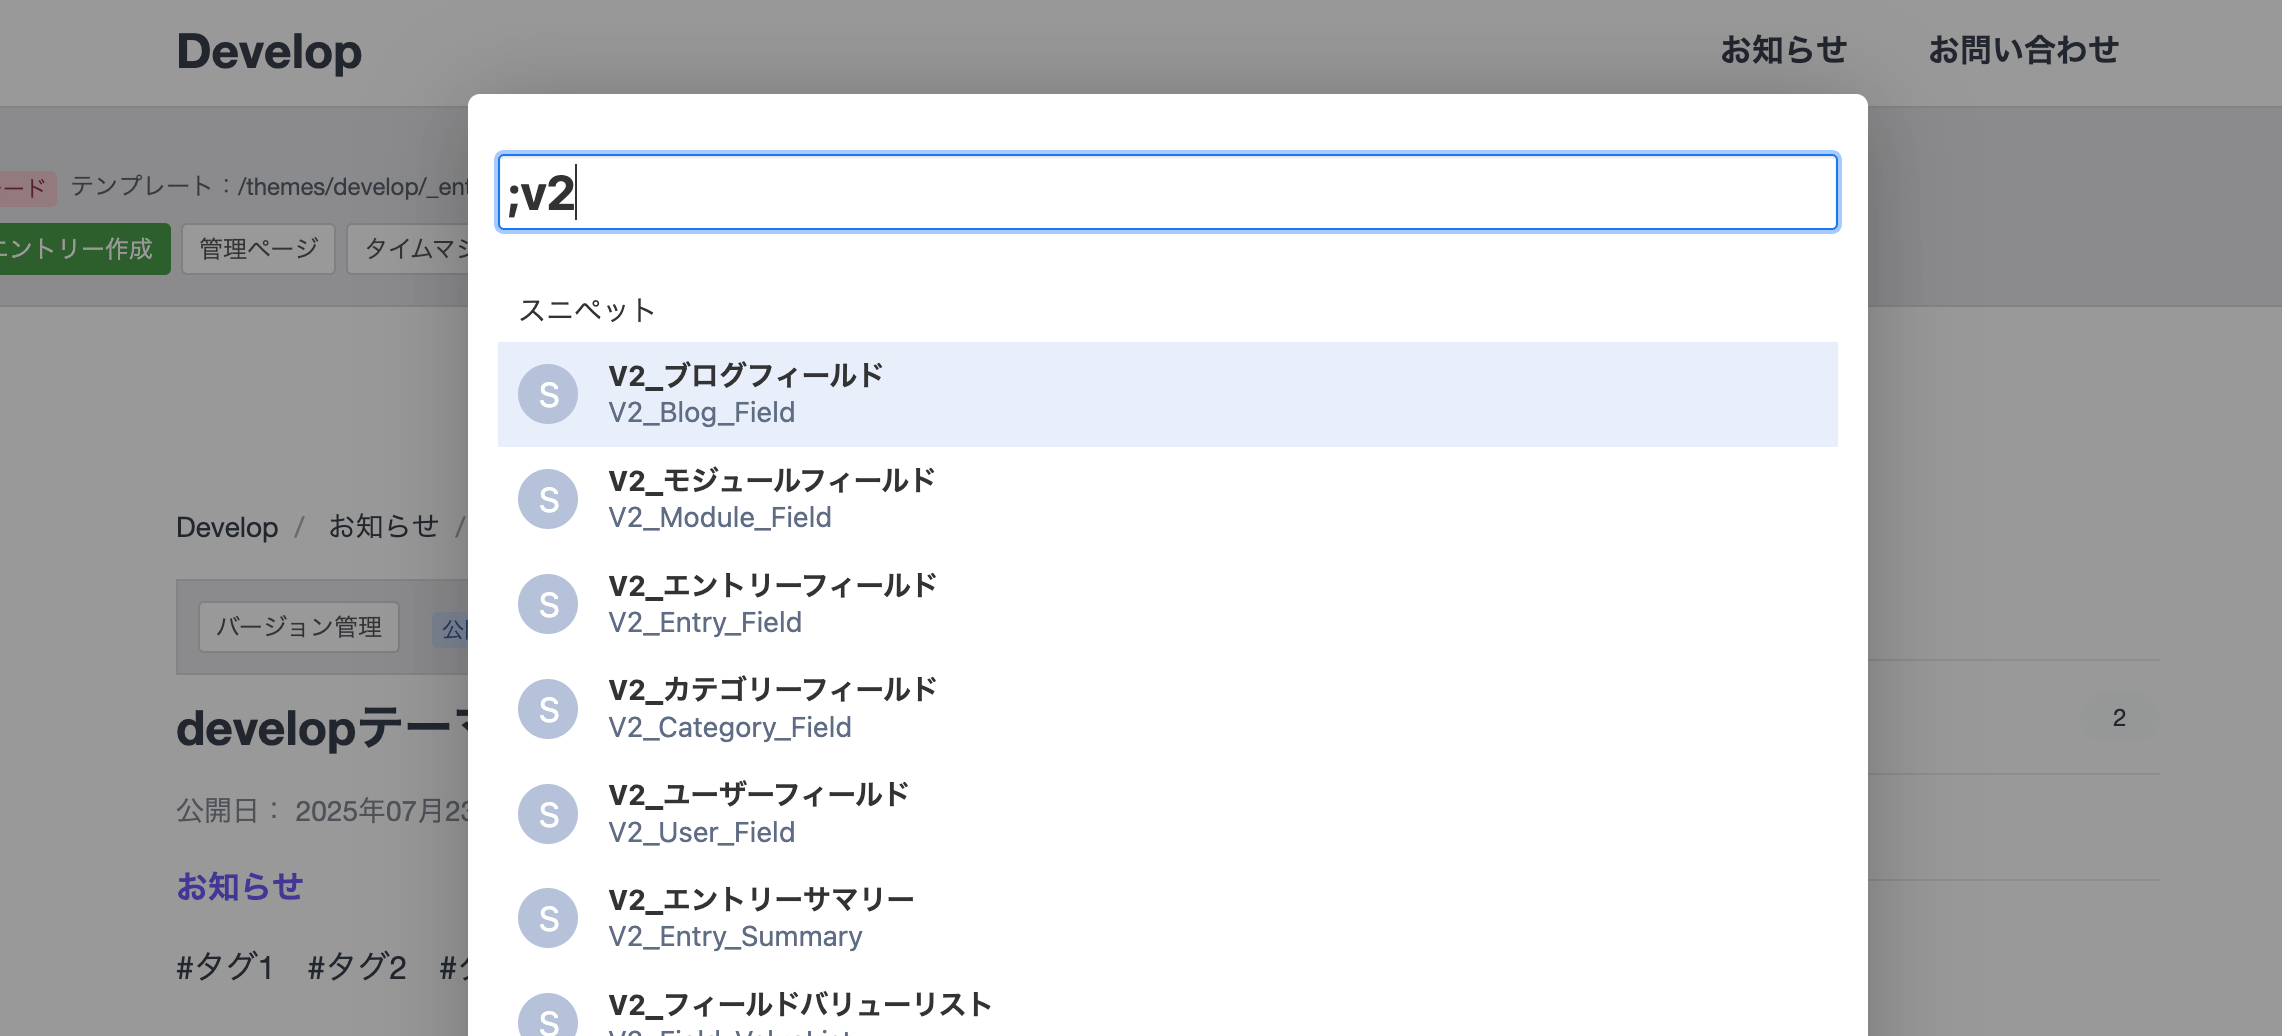 Develop
お知らせ
お問い合わせ
ード
テンプレート：/themes/develop/_ent
エントリー作成
管理ページ
タイムマシ
;v2
スニペット
S
V2_ブログフィールド
V2_Blog_Field
S
V2_モジュールフィールド
V2_Module_Field
S
V2_エントリーフィールド
V2_Entry_Field
S
V2_カテゴリーフィールド
V2_Category_Field
S
V2_ユーザーフィールド
V2_User_Field
S
V2_エントリーサマリー
V2_Entry_Summary
S
V2_フィールドバリューリスト
Develop / お知らせ /
バージョン管理
公開
developテーマ
公開日： 2025年07月23
お知らせ
#タグ1 #タグ2 #タ
2